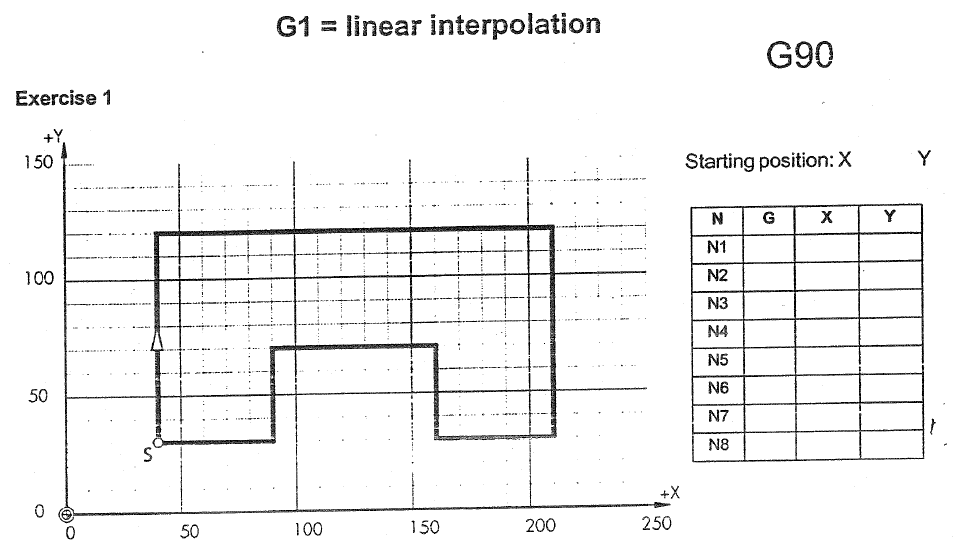 G1 = linear interpolation
G90
Exercise 1
+Y
150
100
50
0
S
0 50 100 150 200 250
+X
Starting position: X Y
N G X Y
N1
N2
N3
N4
N5
N6
N7
N8